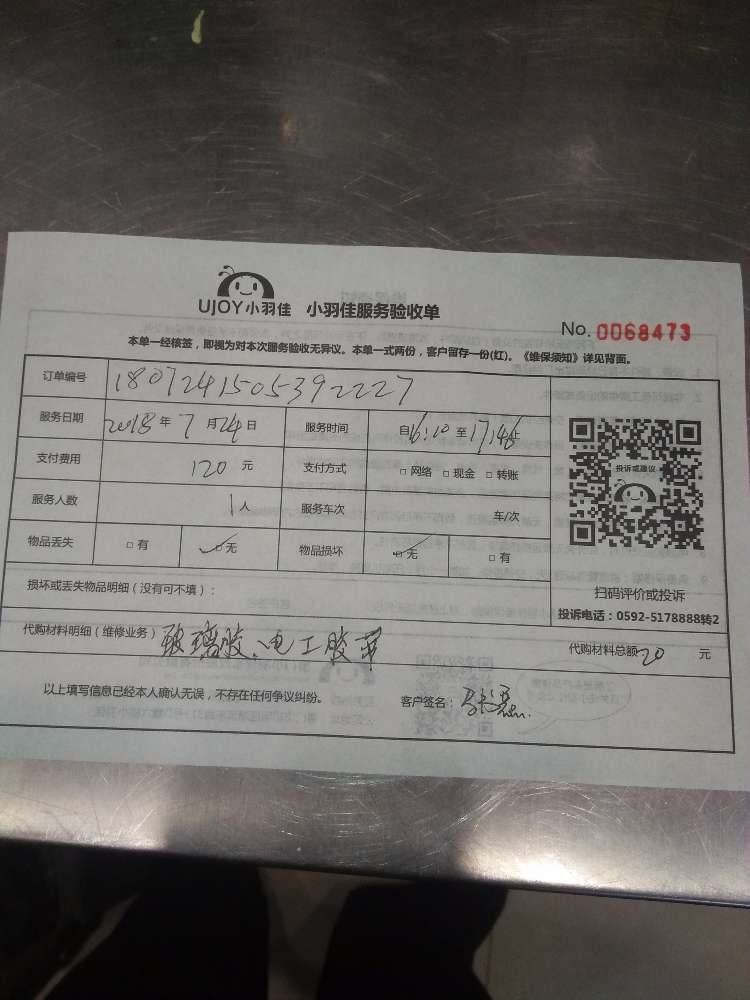 UJOY小羽佳 小羽佳服务验收单
No. 0068473
本单一经核签，即视为对本次服务验收无异议。本单一式两份，客户留存一份(红)。《维保须知》详见背面。
订单编号 1807241505392227
服务日期 2018年7月24日 服务时间 自16:10至17:46
支付费用 120元 支付方式 □网络 □现金 □转账
服务人数 1人 服务车次 车/次
物品丢失 □有 ✓无 物品损坏 ✓无 □有
投诉或建议
扫码评价或投诉
损坏或丢失物品明细（没有可不填）：
投诉电话：0592-5178888转2
代购材料明细（维修业务）玻璃胶、电工胶 代购材料总额20元
以上填写信息已经本人确认无误，不存在任何争议纠纷。 客户签名：